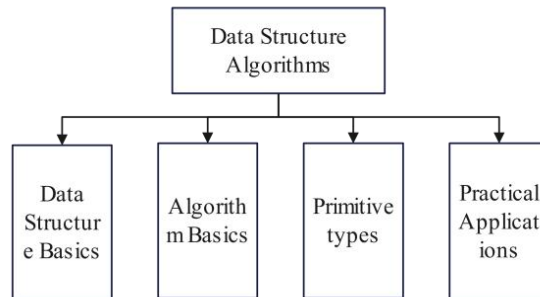 Data Structure
Algorithms
Data
Structur
e Basics
Algorith
m Basics
Primitive
types
Practical
Applicat
ions